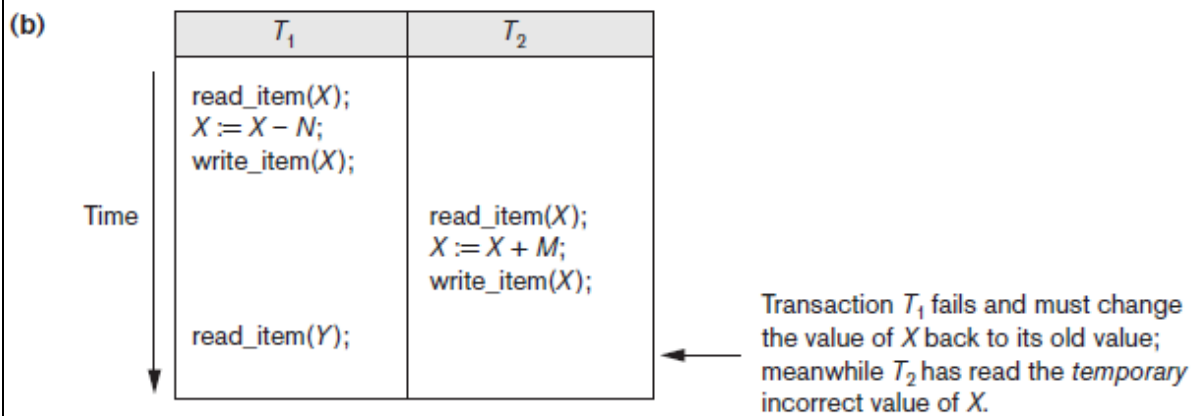 (b)
T₁ T₂
read_item(X);
X := X – N;
write_item(X);
Time
read_item(X);
X := X + M;
write_item(X);
read_item(Y);
Transaction T₁ fails and must change
the value of X back to its old value;
meanwhile T₂ has read the temporary
incorrect value of X.